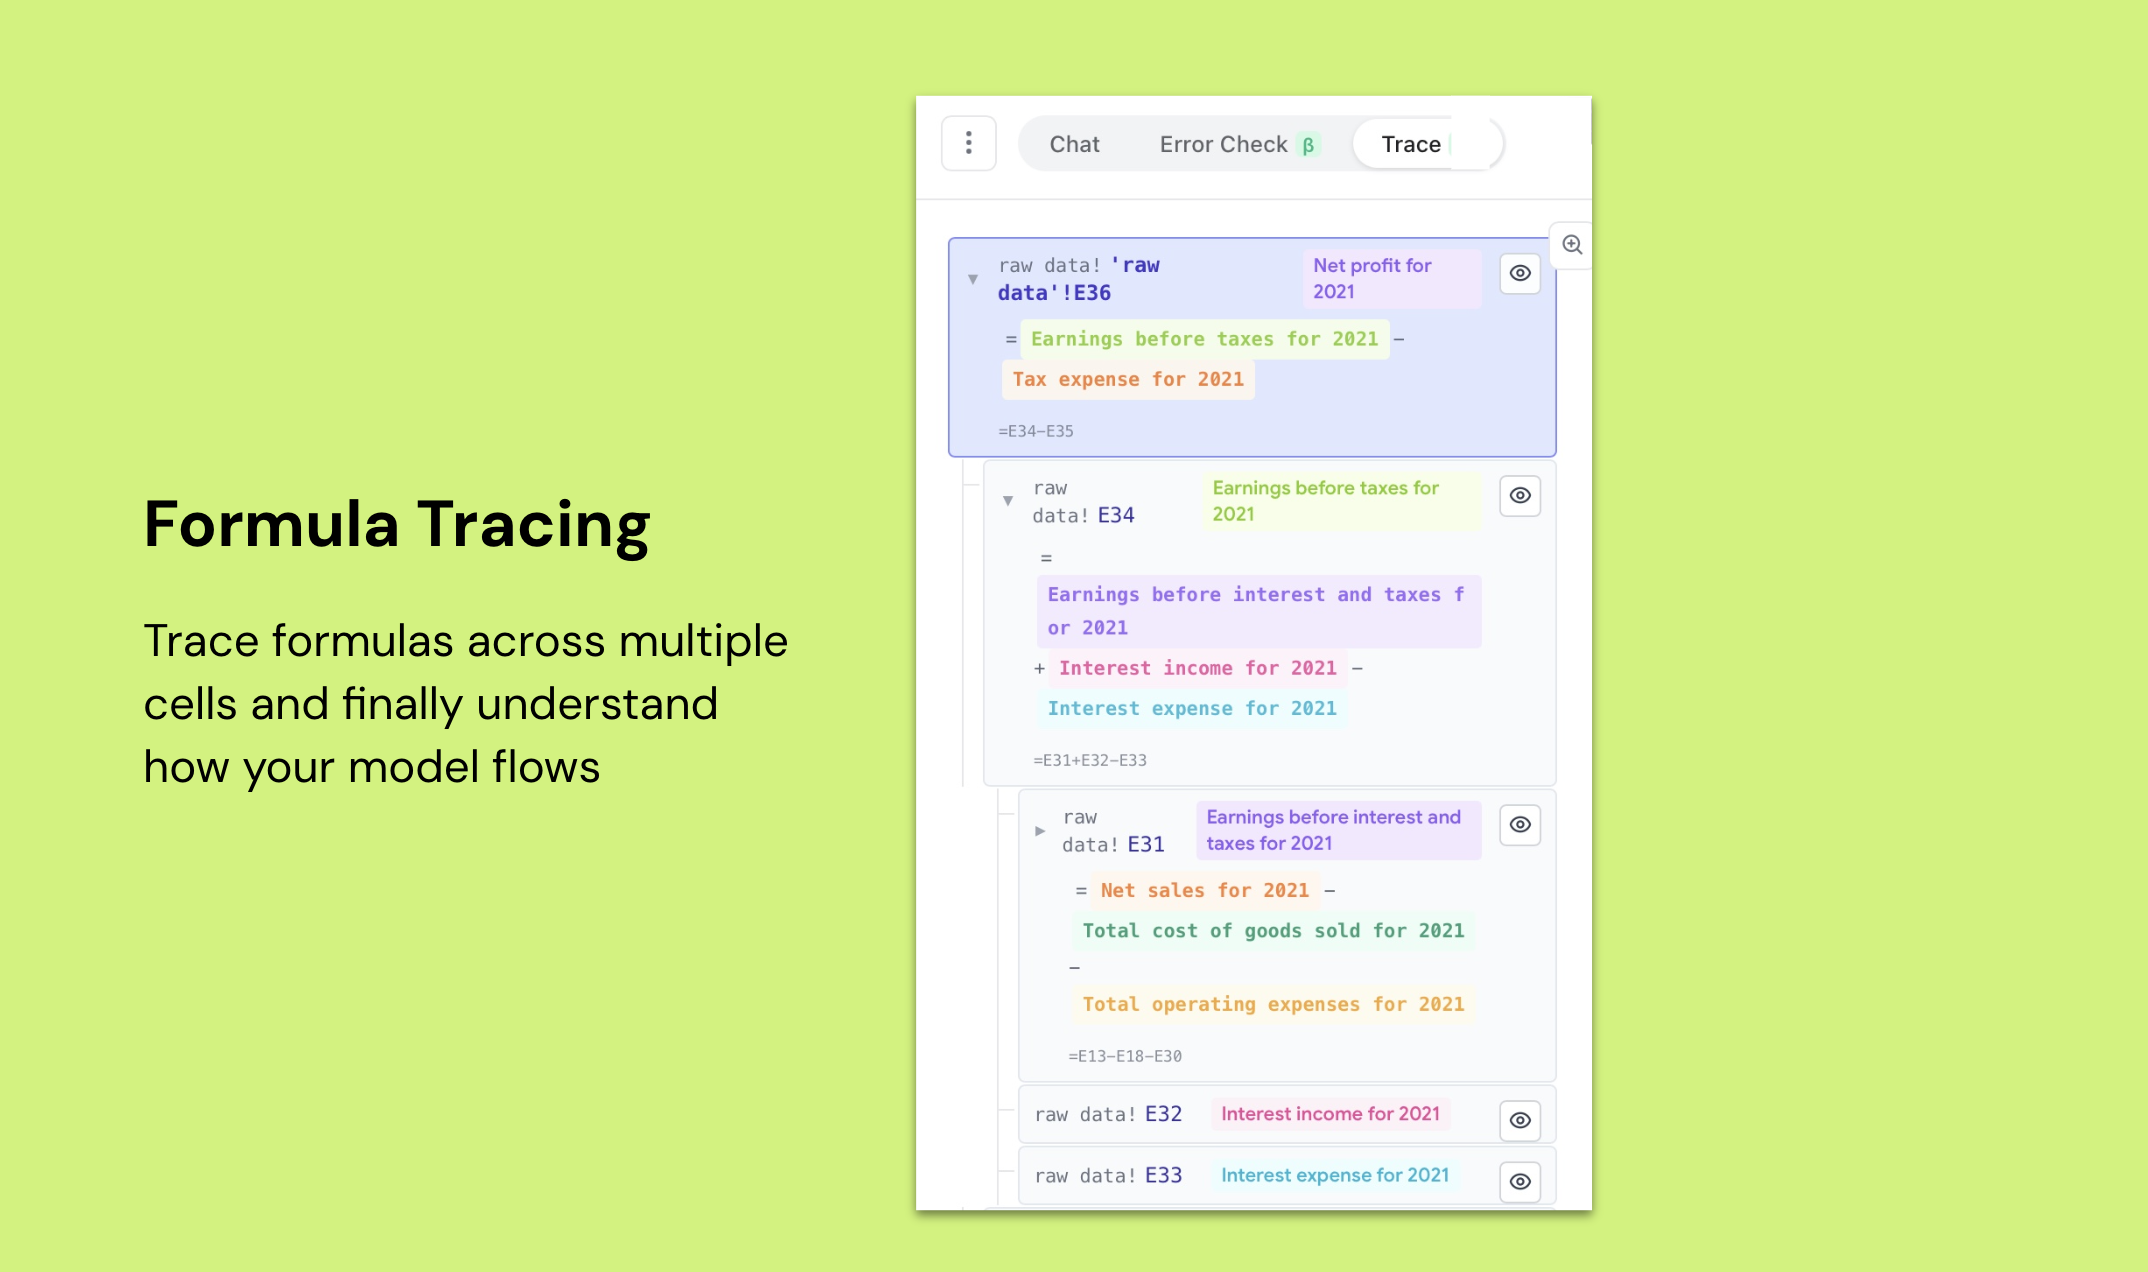 Formula Tracing
Trace formulas across multiple
cells and finally understand
how your model flows
Chat
Error Check β
Trace
raw data! 'raw
data'!E36
Net profit for
2021
= Earnings before taxes for 2021 −
Tax expense for 2021
=E34−E35
raw
data! E34
Earnings before taxes for
2021
=
Earnings before interest and taxes f
or 2021
+ Interest income for 2021 −
Interest expense for 2021
=E31+E32−E33
raw
data! E31
Earnings before interest and
taxes for 2021
= Net sales for 2021 −
Total cost of goods sold for 2021
−
Total operating expenses for 2021
=E13−E18−E30
raw data! E32 Interest income for 2021
raw data! E33 Interest expense for 2021